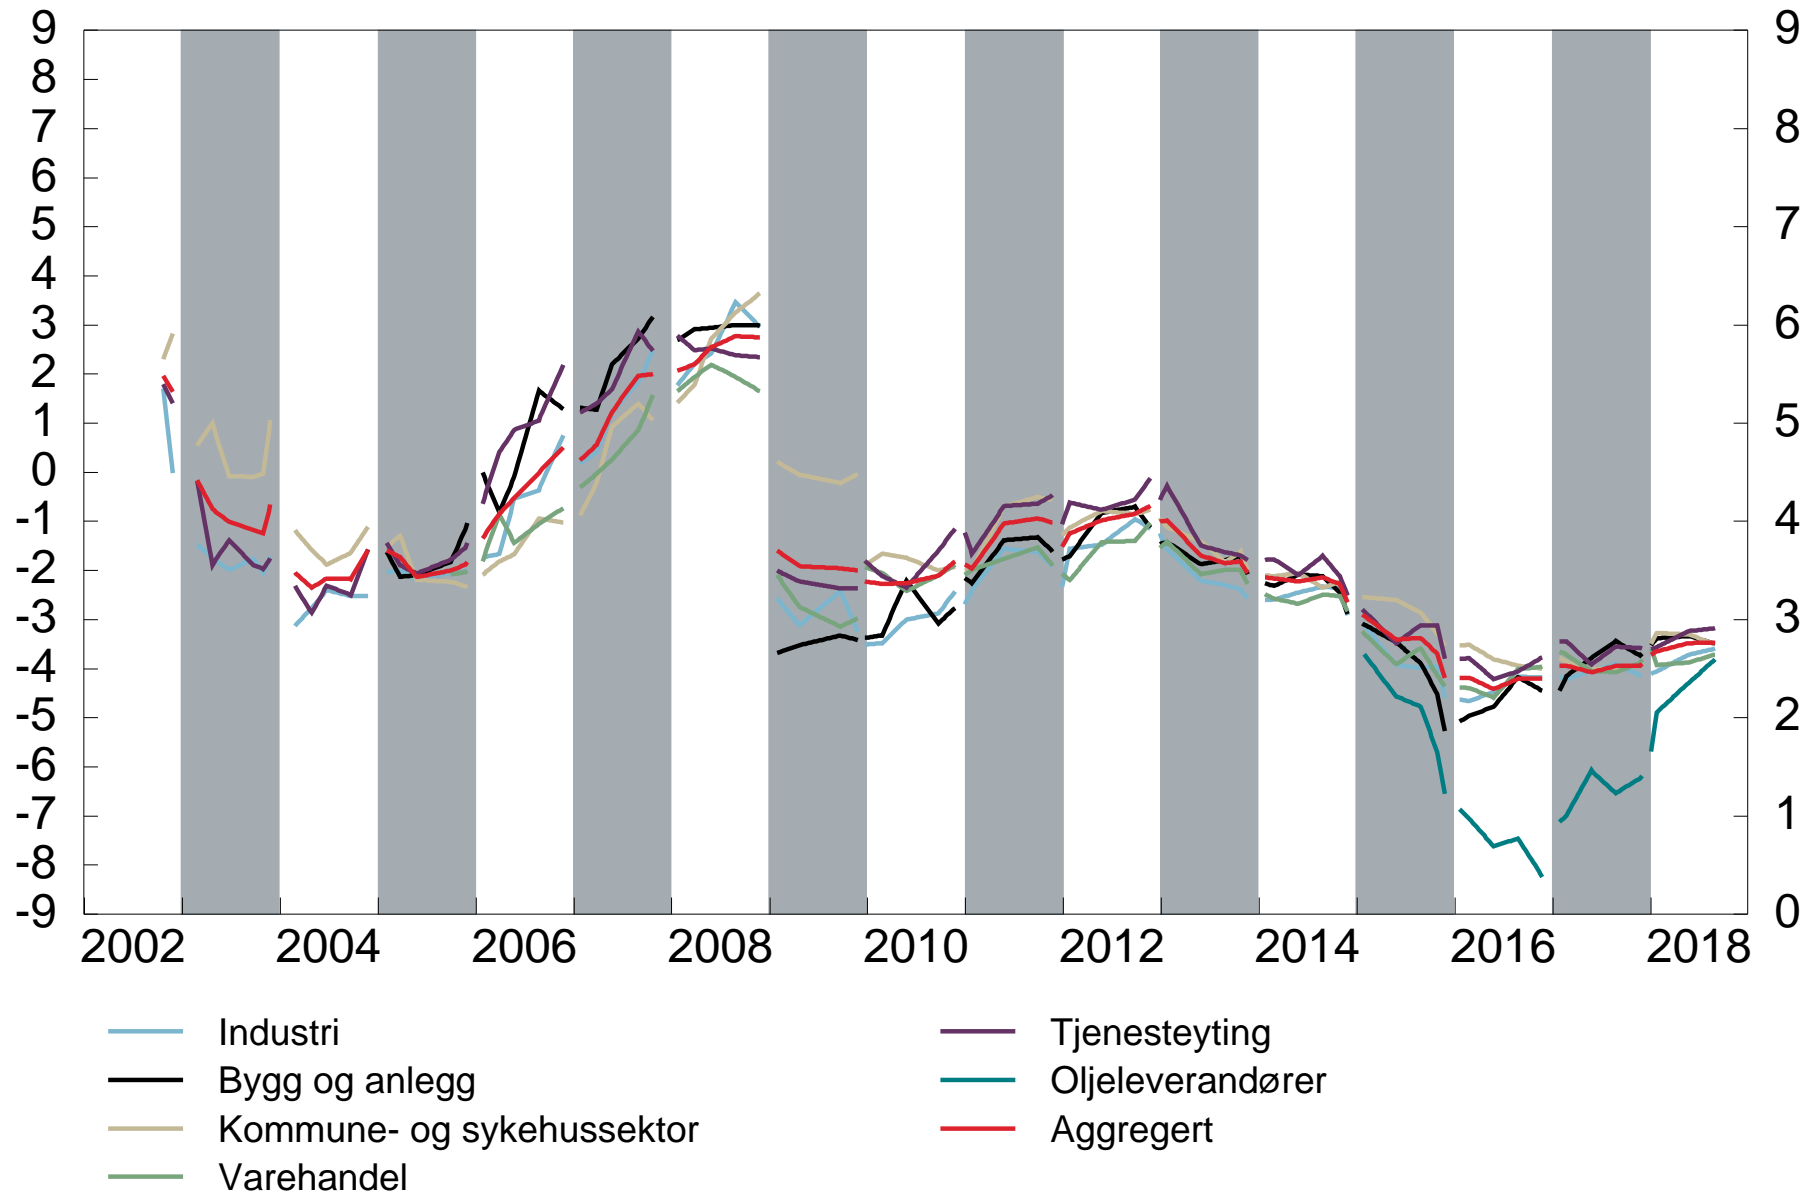 9 9
8 8
7 7
6 6
5 5
4 4
3 3
2 2
1 1
0 0
-1
-2
-3
-4
-5
-6
-7
-8
-9
2002 2004 2006 2008 2010 2012 2014 2016 2018
Industri
Bygg og anlegg
Kommune- og sykehussektor
Varehandel
Tjenesteyting
Oljeleverandører
Aggregert